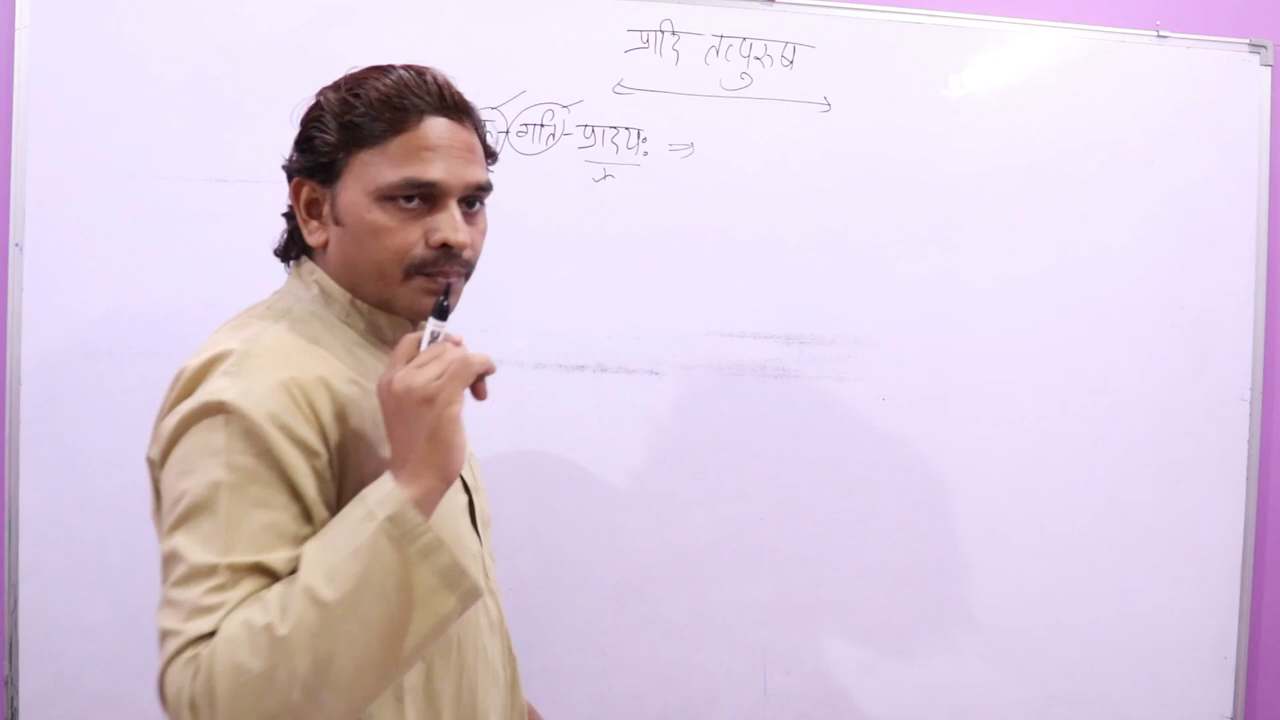 प्रादि तत्पुरुष
गति - प्रादयः ⇒